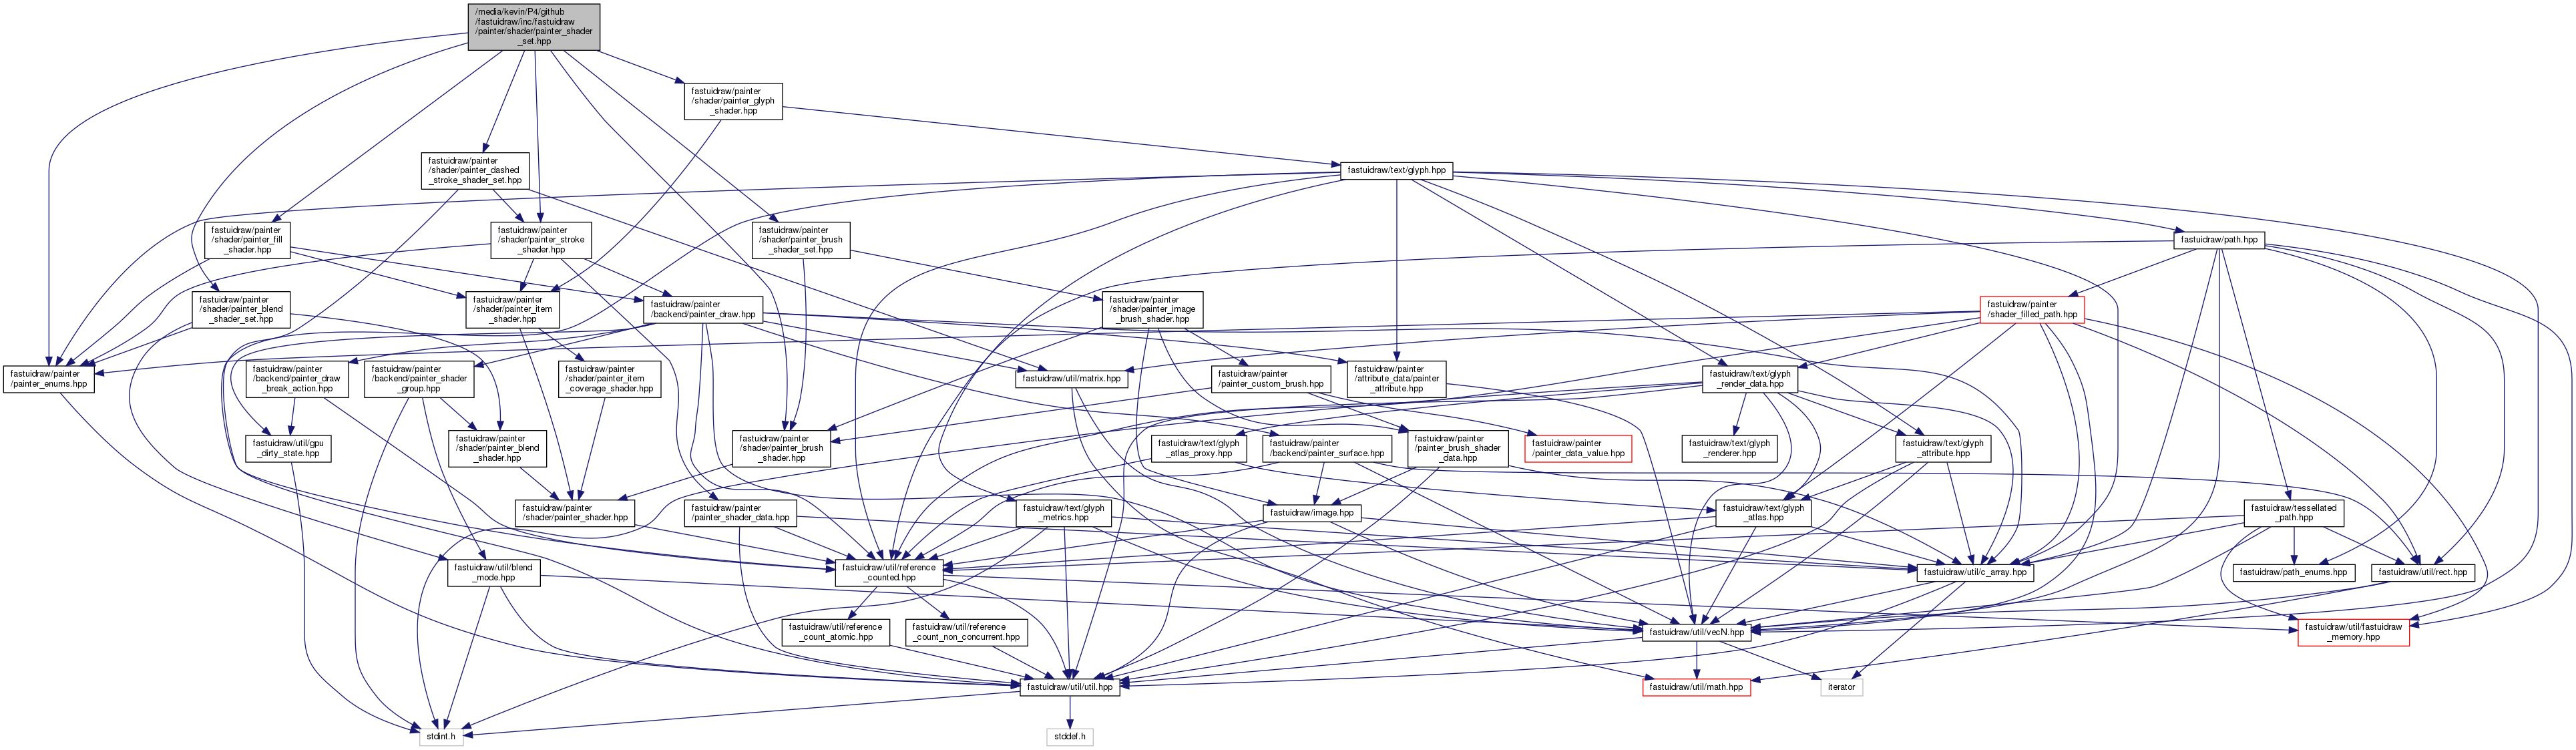 /media/kevin/P4/github
/fastuidraw/inc/fastuidraw
/painter/shader/painter_shader
_set.hpp
fastuidraw/painter
/shader/painter_glyph
_shader.hpp
fastuidraw/painter
/shader/painter_dashed
_stroke_shader_set.hpp
fastuidraw/text/glyph.hpp
fastuidraw/painter
/shader/painter_fill
_shader.hpp
fastuidraw/painter
/shader/painter_stroke
_shader.hpp
fastuidraw/painter
/shader/painter_brush
_shader_set.hpp
fastuidraw/path.hpp
fastuidraw/painter
/shader/painter_blend
_shader_set.hpp
fastuidraw/painter
/shader/painter_item
_shader.hpp
fastuidraw/painter
/backend/painter_draw.hpp
fastuidraw/painter
/shader/painter_image
_brush_shader.hpp
fastuidraw/painter
/shader_filled_path.hpp
fastuidraw/painter
/painter_enums.hpp
fastuidraw/painter
/backend/painter_draw
_break_action.hpp
fastuidraw/painter
/backend/painter_shader
_group.hpp
fastuidraw/painter
/shader/painter_item
_coverage_shader.hpp
fastuidraw/util/matrix.hpp
fastuidraw/painter
/painter_custom_brush.hpp
fastuidraw/painter
/attribute_data/painter
_attribute.hpp
fastuidraw/text/glyph
_render_data.hpp
fastuidraw/util/gpu
_dirty_state.hpp
fastuidraw/painter
/shader/painter_blend
_shader.hpp
fastuidraw/painter
/shader/painter_brush
_shader.hpp
fastuidraw/text/glyph
_atlas_proxy.hpp
fastuidraw/painter
/backend/painter_surface.hpp
fastuidraw/painter
/painter_brush_shader
_data.hpp
fastuidraw/painter
/painter_data_value.hpp
fastuidraw/text/glyph
_renderer.hpp
fastuidraw/text/glyph
_attribute.hpp
fastuidraw/painter
/shader/painter_shader.hpp
fastuidraw/painter
/painter_shader_data.hpp
fastuidraw/text/glyph
_metrics.hpp
fastuidraw/image.hpp
fastuidraw/text/glyph
_atlas.hpp
fastuidraw/tessellated
_path.hpp
fastuidraw/util/blend
_mode.hpp
fastuidraw/util/reference
_counted.hpp
fastuidraw/util/c_array.hpp
fastuidraw/path_enums.hpp
fastuidraw/util/rect.hpp
fastuidraw/util/reference
_count_atomic.hpp
fastuidraw/util/reference
_count_non_concurrent.hpp
fastuidraw/util/vecN.hpp
fastuidraw/util/fastuidraw
_memory.hpp
fastuidraw/util/util.hpp
fastuidraw/util/math.hpp
iterator
stdint.h
stddef.h